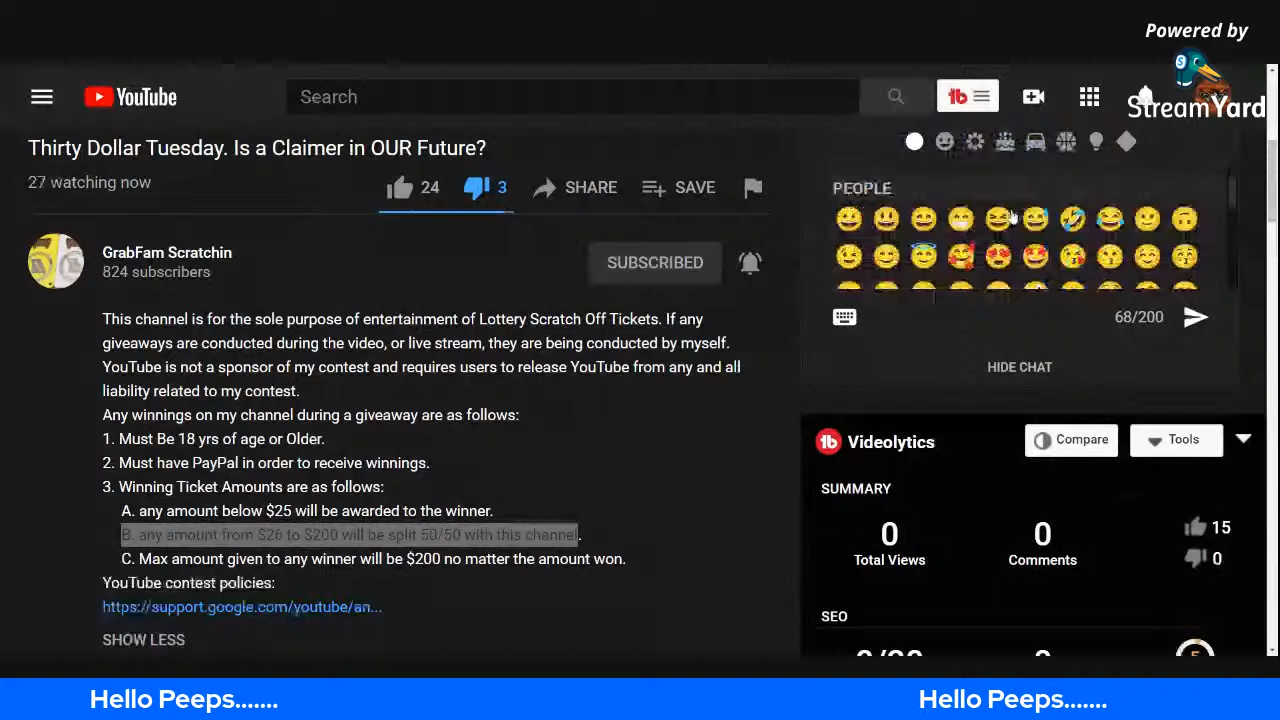 Powered by
StreamYard
YouTube
Search
Thirty Dollar Tuesday. Is a Claimer in OUR Future?
27 watching now
24
3
SHARE
SAVE
GrabFam Scratchin
824 subscribers
SUBSCRIBED
This channel is for the sole purpose of entertainment of Lottery Scratch Off Tickets. If any
giveaways are conducted during the video, or live stream, they are being conducted by myself.
YouTube is not a sponsor of my contest and requires users to release YouTube from any and all
liability related to my contest.
Any winnings on my channel during a giveaway are as follows:
1. Must Be 18 yrs of age or Older.
2. Must have PayPal in order to receive winnings.
3. Winning Ticket Amounts are as follows:
A. any amount below $25 will be awarded to the winner.
B. any amount from $26 to $200 will be split 50/50 with this channel.
C. Max amount given to any winner will be $200 no matter the amount won.
YouTube contest policies:
https://support.google.com/youtube/an...
SHOW LESS
PEOPLE
68/200
HIDE CHAT
Videolytics
Compare
Tools
SUMMARY
0
Total Views
0
Comments
15
0
SEO
Hello Peeps.......
Hello Peeps.......